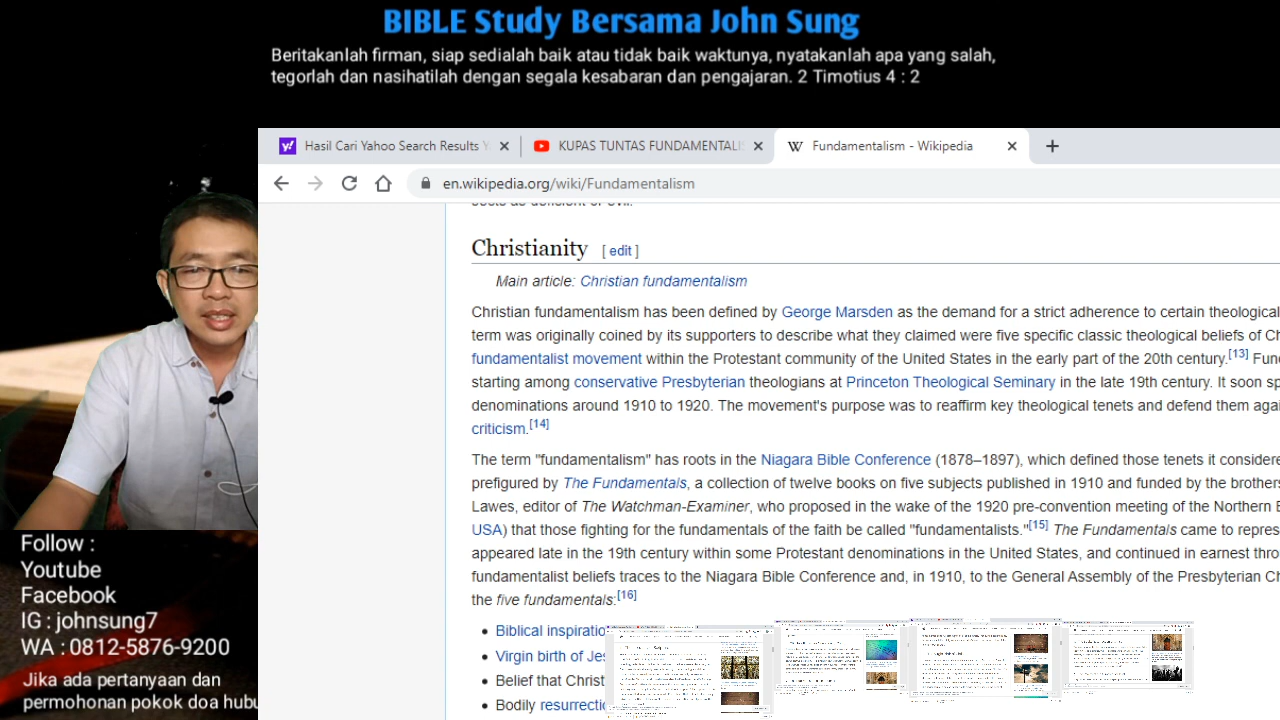 BIBLE Study Bersama John Sung
Beritakanlah firman, siap sedialah baik atau tidak baik waktunya, nyatakanlah apa yang salah,
tegorlah dan nasihatilah dengan segala kesabaran dan pengajaran. 2 Timotius 4 : 2
Hasil Cari Yahoo Search Results
KUPAS TUNTAS FUNDAMENTALIS
Fundamentalism - Wikipedia
en.wikipedia.org/wiki/Fundamentalism
Christianity [ edit ]
Main article: Christian fundamentalism
Christian fundamentalism has been defined by George Marsden as the demand for a strict adherence to certain theological
term was originally coined by its supporters to describe what they claimed were five specific classic theological beliefs of
fundamentalist movement within the Protestant community of the United States in the early part of the 20th century.[13]
starting among conservative Presbyterian theologians at Princeton Theological Seminary in the late 19th century. It soon
denominations around 1910 to 1920. The movement's purpose was to reaffirm key theological tenets and defend them
criticism.[14]
The term "fundamentalism" has roots in the Niagara Bible Conference (1878–1897), which defined those tenets it
prefigured by The Fundamentals, a collection of twelve books on five subjects published in 1910 and funded by the
Lawes, editor of The Watchman-Examiner, who proposed in the wake of the 1920 pre-convention meeting of the Northern
USA) that those fighting for the fundamentals of the faith be called "fundamentalists."[15] The Fundamentals came to
appeared late in the 19th century within some Protestant denominations in the United States, and continued in earnest
fundamentalist beliefs traces to the Niagara Bible Conference and, in 1910, to the General Assembly of the Presbyterian
the five fundamentals:[16]
Biblical
Virgin birth of
Belief that Christ
Bodily
Follow :
Youtube
Facebook
IG : johnsung7
WA : 0812-5876-9200
Jika ada pertanyaan dan
permohonan pokok doa